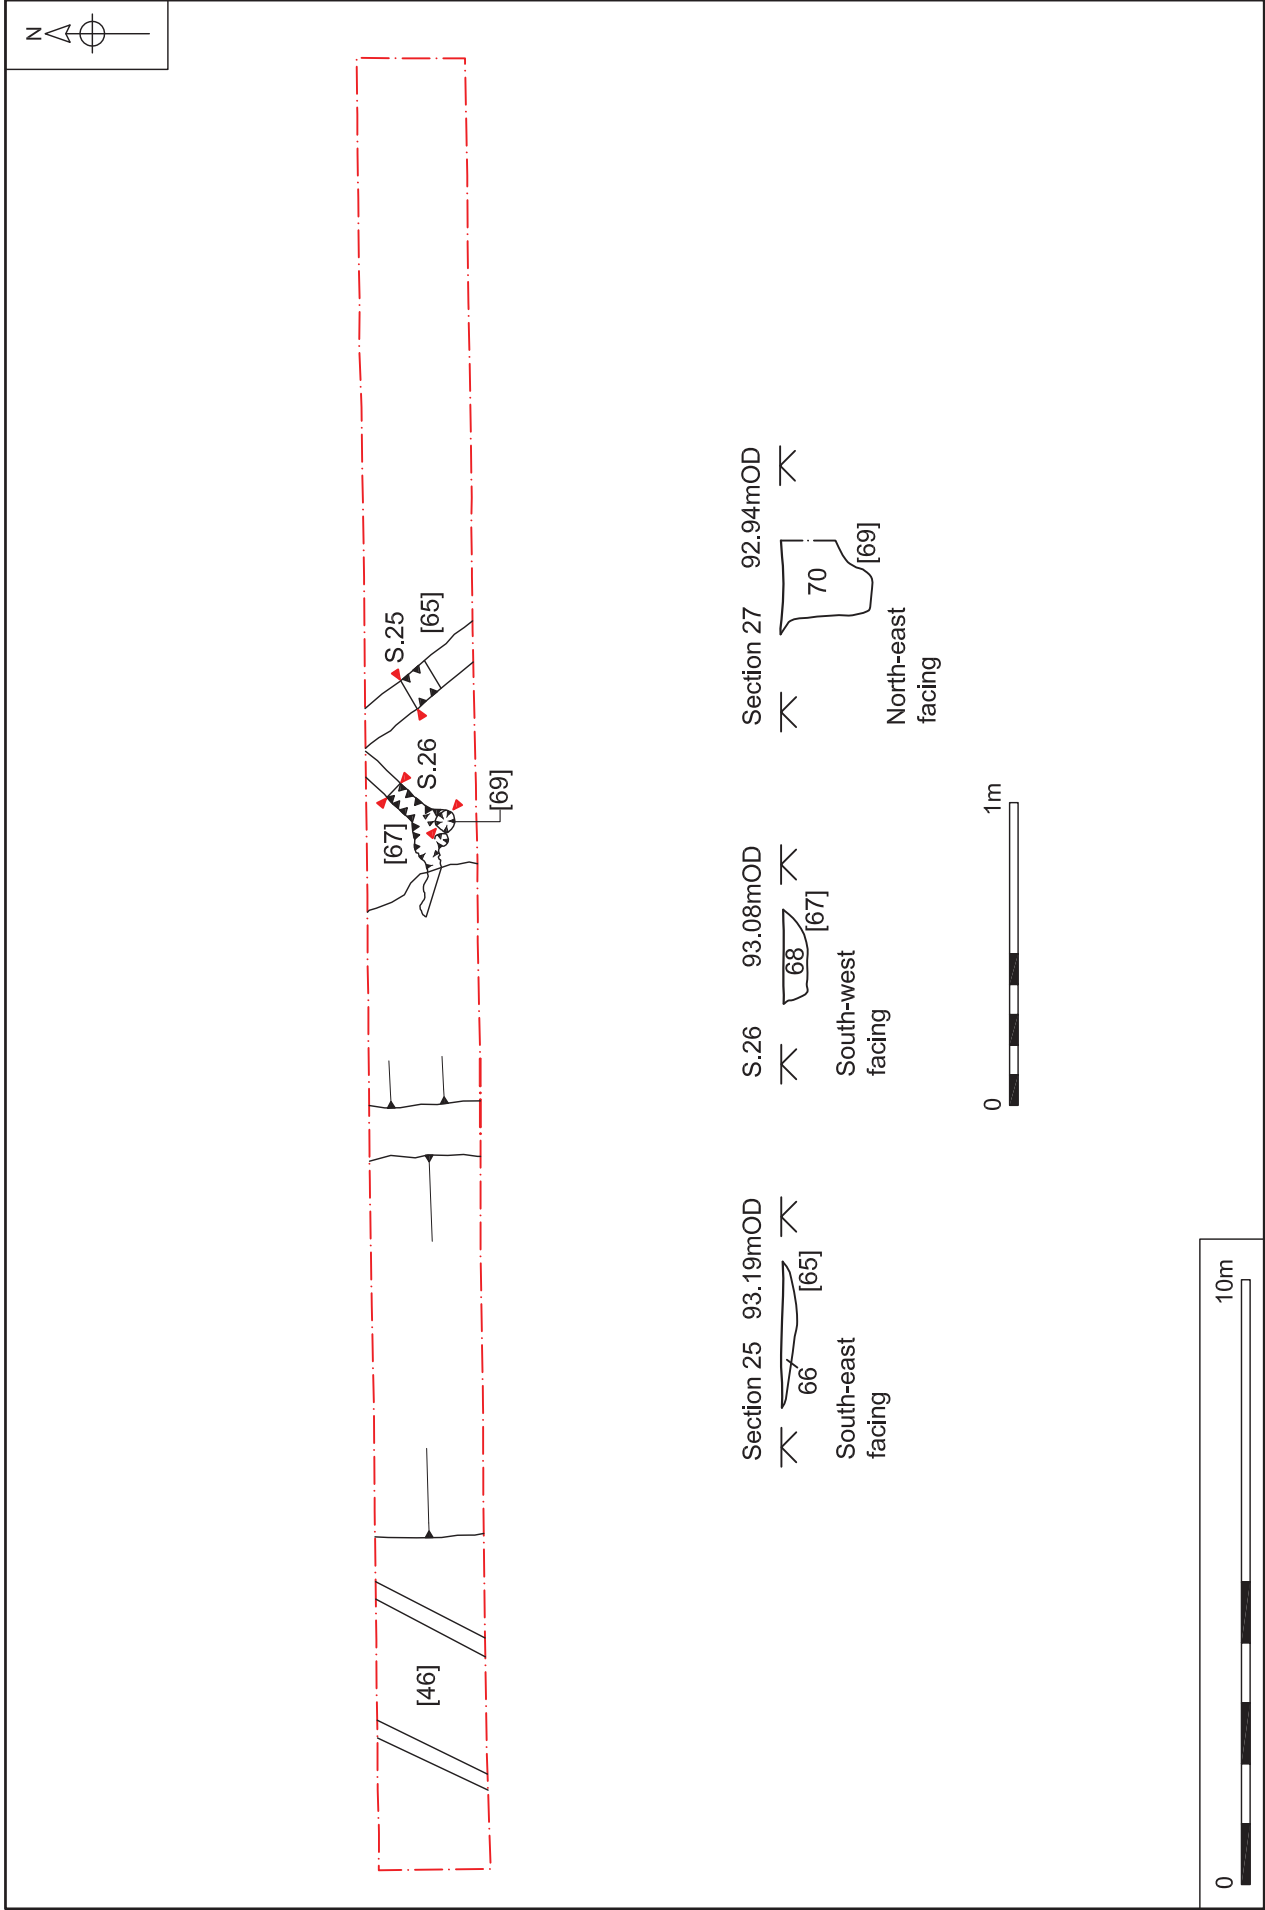 N
S.25
[65]
S.26
[67]
[69]
[46]
Section 25 93.19mOD
[65]
66
South-east
facing
S.26 93.08mOD
68
[67]
South-west
facing
Section 27 92.94mOD
70
[69]
North-east
facing
0 1m
0 10m